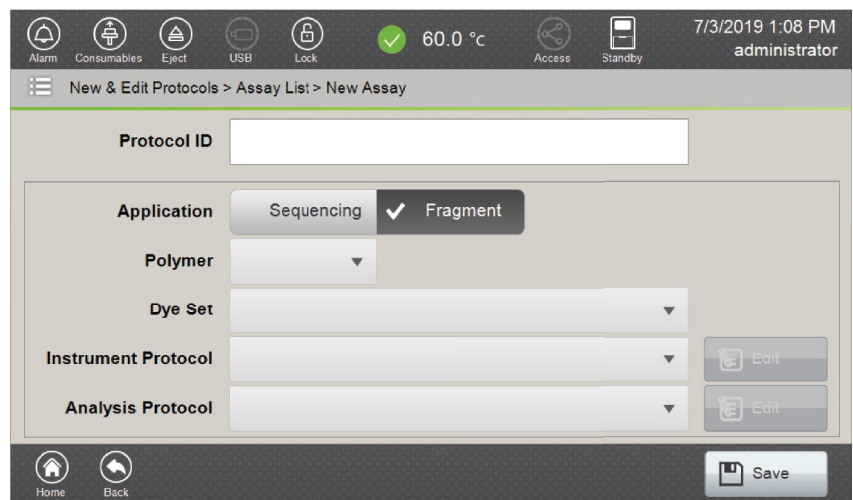 Alarm Consumables Eject USB Lock 60.0 °c Access Standby 7/3/2019 1:08 PM
administrator
New & Edit Protocols > Assay List > New Assay
Protocol ID
Application Sequencing Fragment
Polymer
Dye Set
Instrument Protocol Edit
Analysis Protocol Edit
Home Back Save